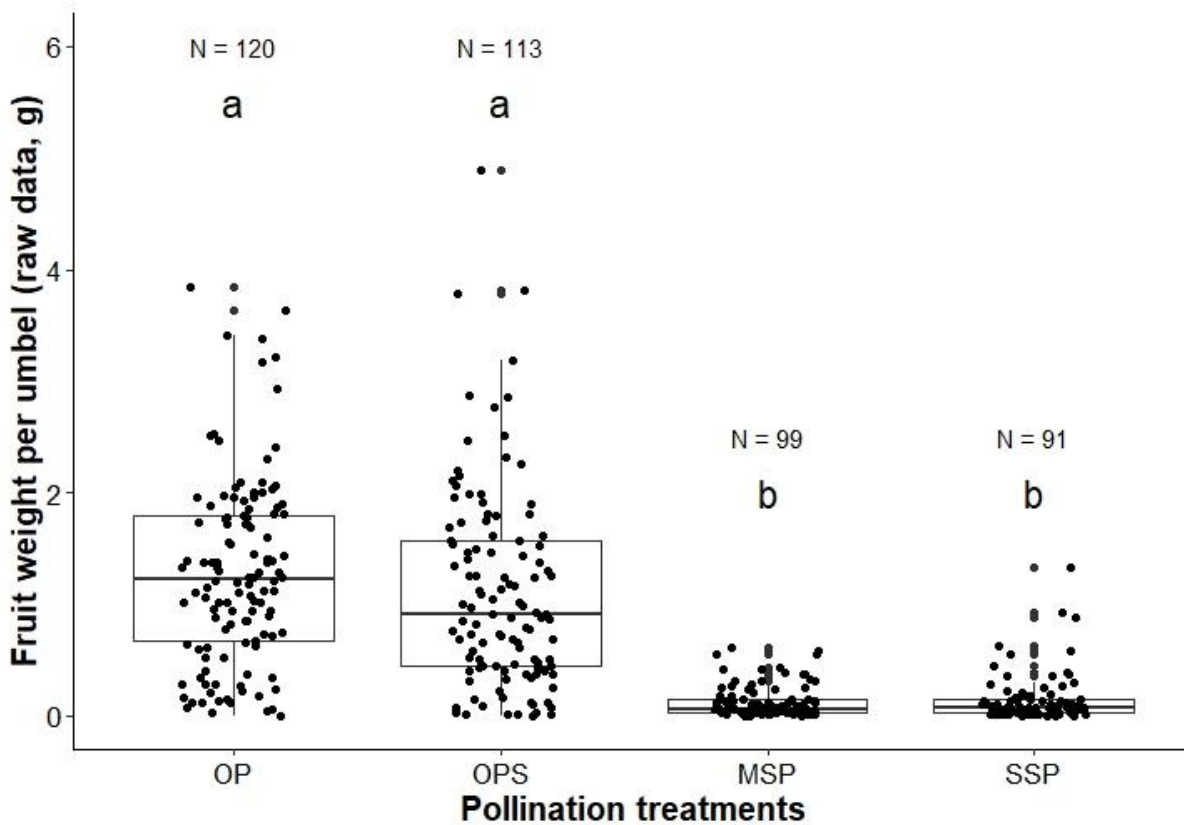 Fruit weight per umbel (raw data, g)
6
4
2
0
N = 120
a
N = 113
a
N = 99
b
N = 91
b
OP
OPS
MSP
SSP
Pollination treatments